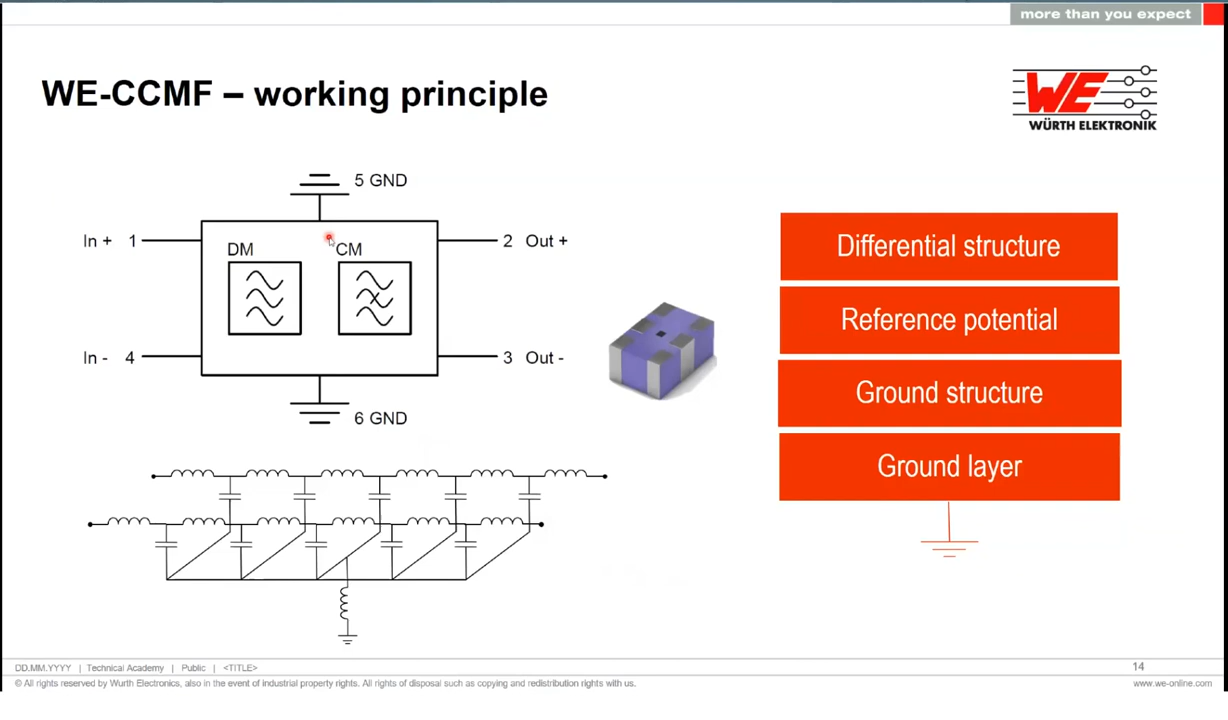 more than you expect
WE-CCMF – working principle
WE
WÜRTH ELEKTRONIK
5 GND
In + 1
2 Out +
DM
CM
In - 4
3 Out -
6 GND
Differential structure
Reference potential
Ground structure
Ground layer
DD.MM.YYYY | Technical Academy | Public | <TITLE>
14
© All rights reserved by Wurth Electronics, also in the event of industrial property rights. All rights of disposal such as copying and redistribution rights with us.
www.we-online.com